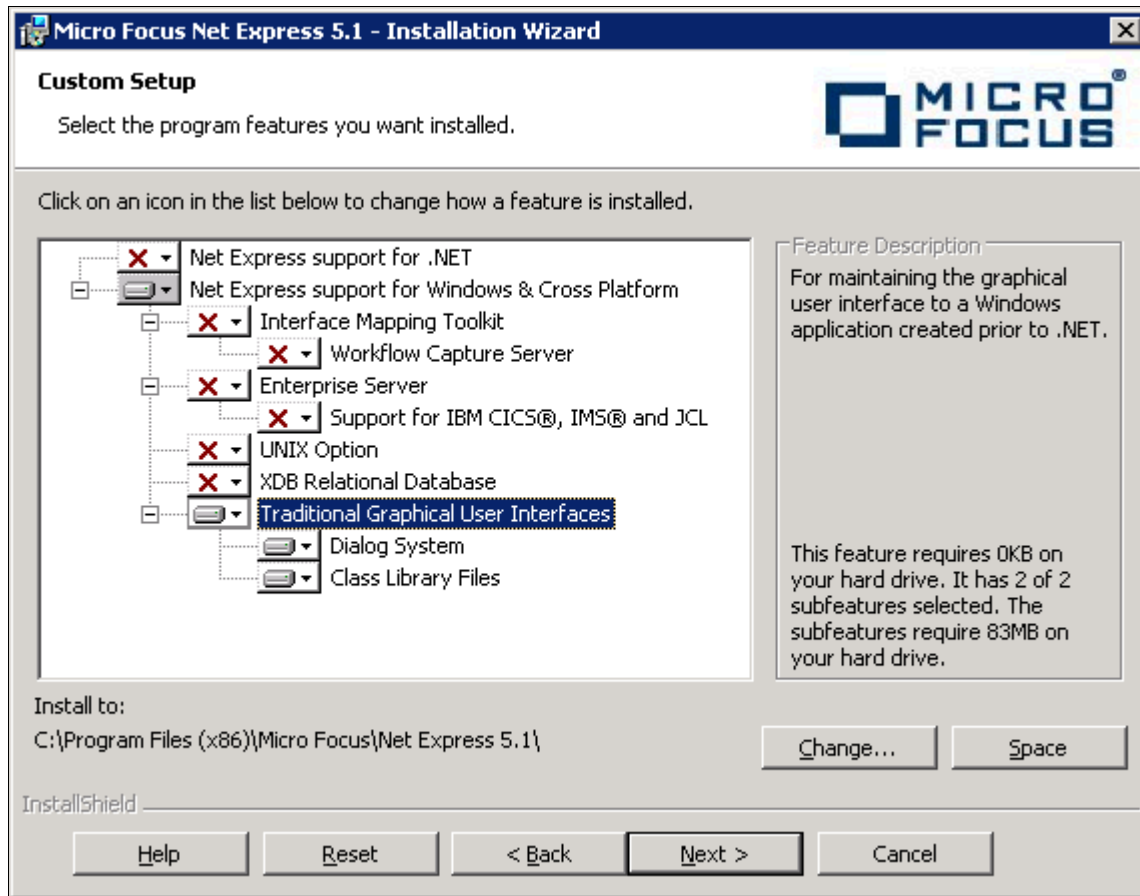 Micro Focus Net Express 5.1 - Installation Wizard
Custom Setup
Select the program features you want installed.
MICRO FOCUS ®
Click on an icon in the list below to change how a feature is installed.
Net Express support for .NET
Net Express support for Windows & Cross Platform
Interface Mapping Toolkit
Workflow Capture Server
Enterprise Server
Support for IBM CICS®, IMS® and JCL
UNIX Option
XDB Relational Database
Traditional Graphical User Interfaces
Dialog System
Class Library Files
Feature Description
For maintaining the graphical
user interface to a Windows
application created prior to .NET.
This feature requires 0KB on
your hard drive. It has 2 of 2
subfeatures selected. The
subfeatures require 83MB on
your hard drive.
Install to:
C:\Program Files (x86)\Micro Focus\Net Express 5.1\
Change...
Space
InstallShield
Help
Reset
< Back
Next >
Cancel